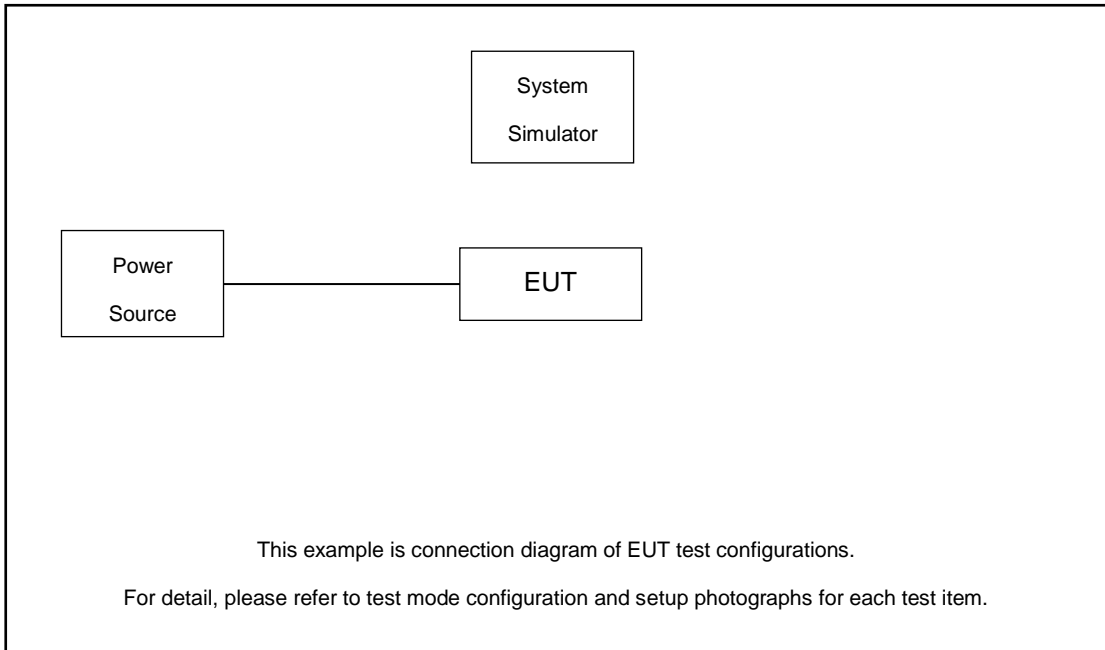 System
Simulator
Power
Source
EUT
This example is connection diagram of EUT test configurations.
For detail, please refer to test mode configuration and setup photographs for each test item.